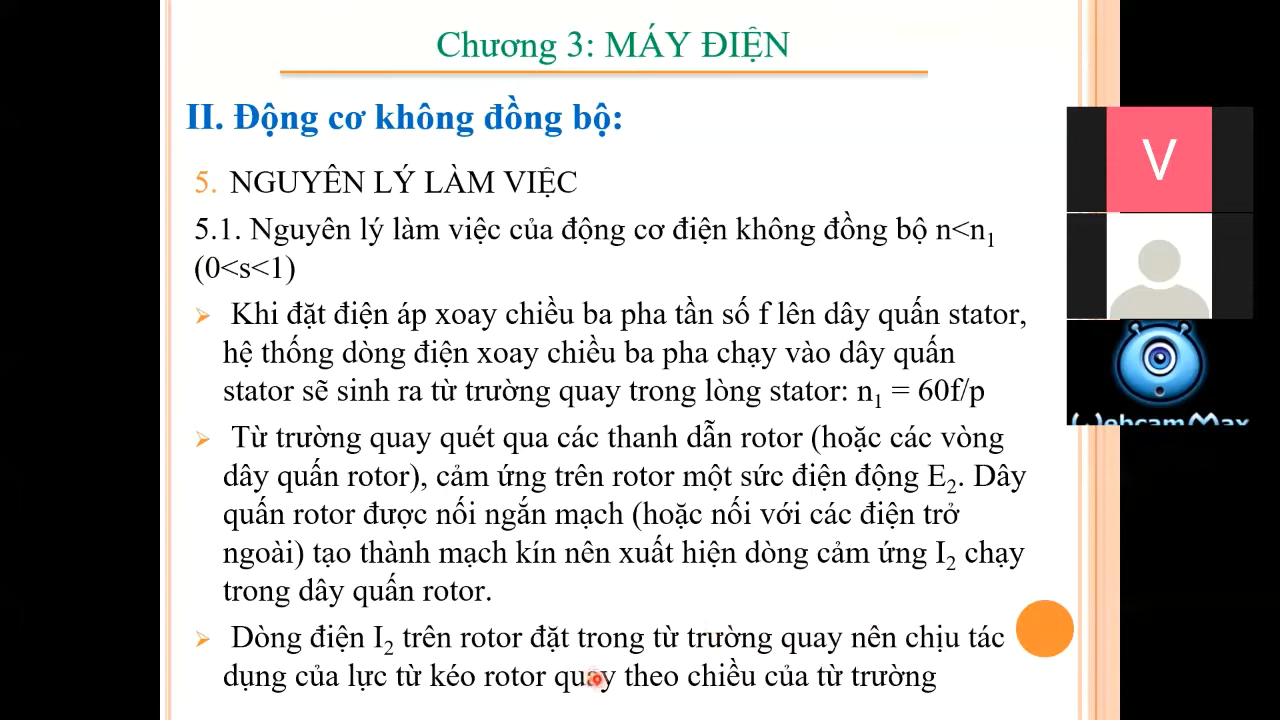 Chương 3: MÁY ĐIỆN
II. Động cơ không đồng bộ:
5. NGUYÊN LÝ LÀM VIỆC
5.1. Nguyên lý làm việc của động cơ điện không đồng bộ n<n₁
(0<s<1)
➢ Khi đặt điện áp xoay chiều ba pha tần số f lên dây quấn stator,
hệ thống dòng điện xoay chiều ba pha chạy vào dây quấn
stator sẽ sinh ra từ trường quay trong lòng stator: n₁ = 60f/p
➢ Từ trường quay quét qua các thanh dẫn rotor (hoặc các vòng
dây quấn rotor), cảm ứng trên rotor một sức điện động E₂. Dây
quấn rotor được nối ngắn mạch (hoặc nối với các điện trở
ngoài) tạo thành mạch kín nên xuất hiện dòng cảm ứng I₂ chạy
trong dây quấn rotor.
➢ Dòng điện I₂ trên rotor đặt trong từ trường quay nên chịu tác
dụng của lực từ kéo rotor quay theo chiều của từ trường
V
WebcamMax